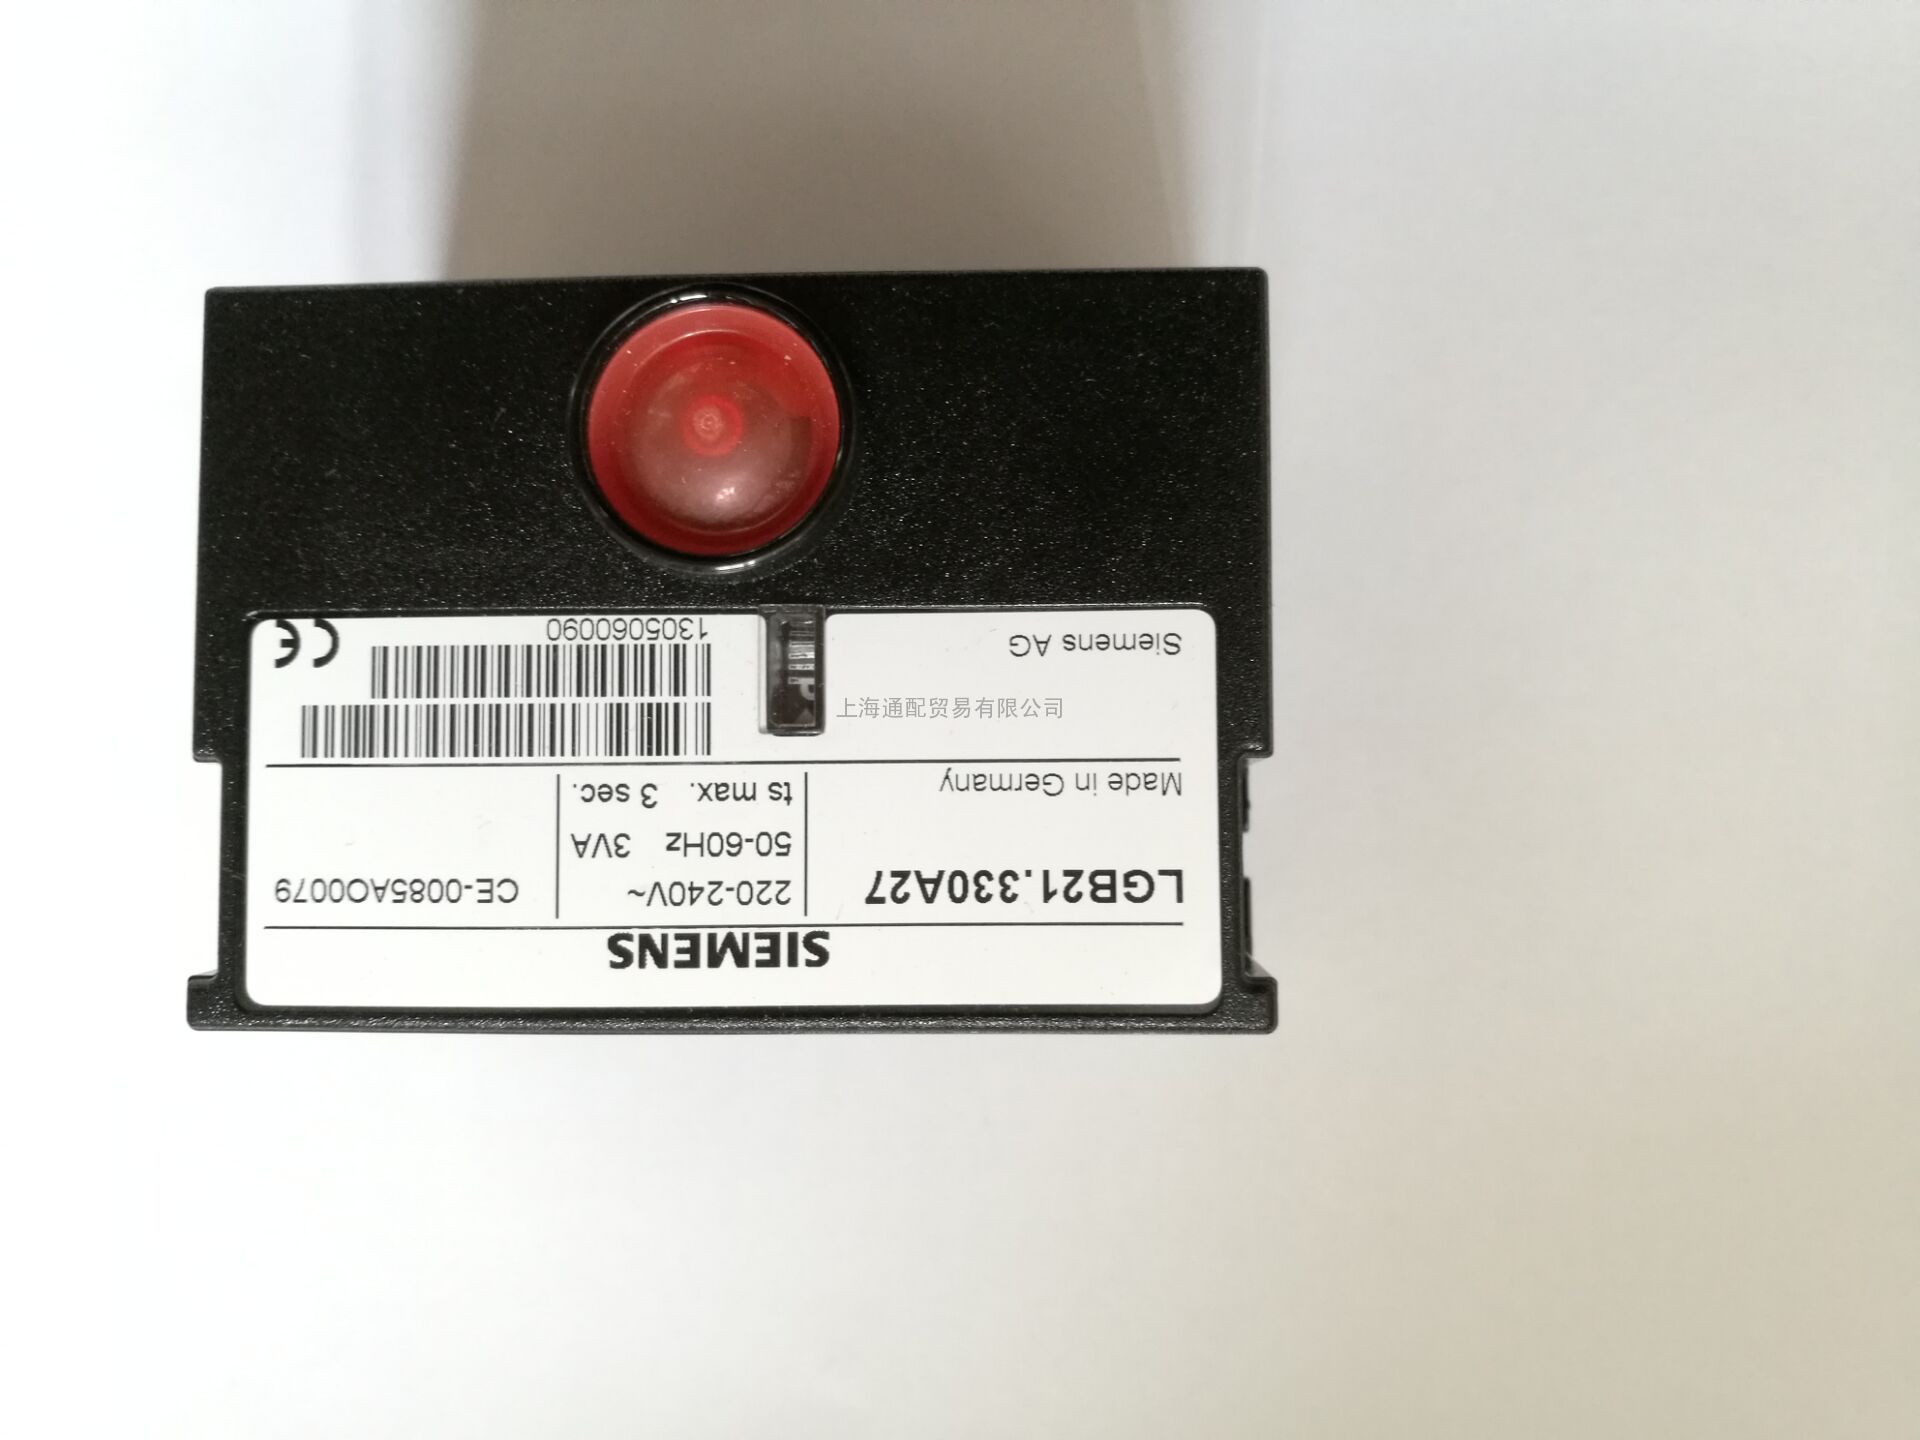 SIEMENS
LGB21.330A27
220-240V~
50-60Hz 3VA
ts max. 3 sec.
CE-0085AO0079
Made in Germany
Siemens AG
1305060090
CE
上海通配贸易有限公司